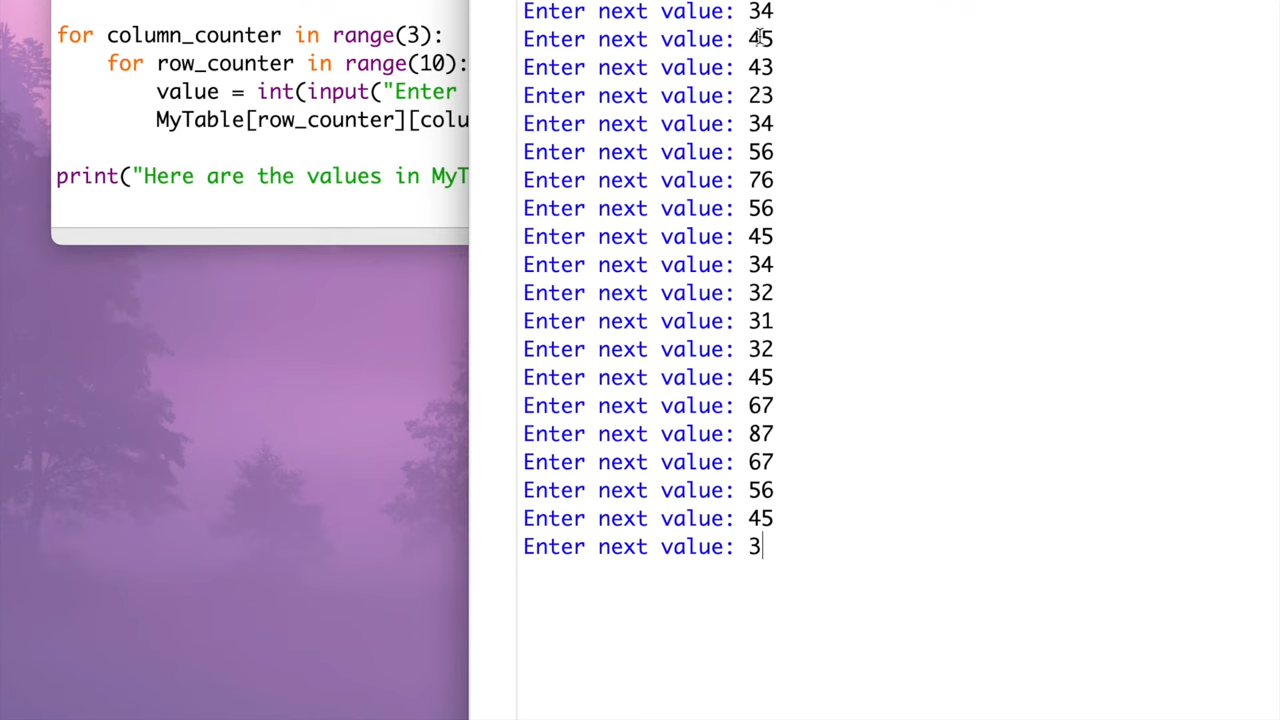 for column_counter in range(3):
for row_counter in range(10):
value = int(input("Enter
MyTable[row_counter][colu
print("Here are the values in MyT
Enter next value: 34
Enter next value: 45
Enter next value: 43
Enter next value: 23
Enter next value: 34
Enter next value: 56
Enter next value: 76
Enter next value: 56
Enter next value: 45
Enter next value: 34
Enter next value: 32
Enter next value: 31
Enter next value: 32
Enter next value: 45
Enter next value: 67
Enter next value: 87
Enter next value: 67
Enter next value: 56
Enter next value: 45
Enter next value: 3